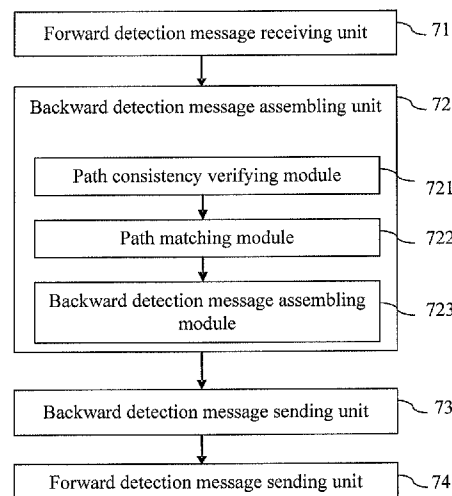 Forward detection message receiving unit
71
Backward detection message assembling unit
72
Path consistency verifying module
721
Path matching module
722
Backward detection message assembling
module
723
Backward detection message sending unit
73
Forward detection message sending unit
74